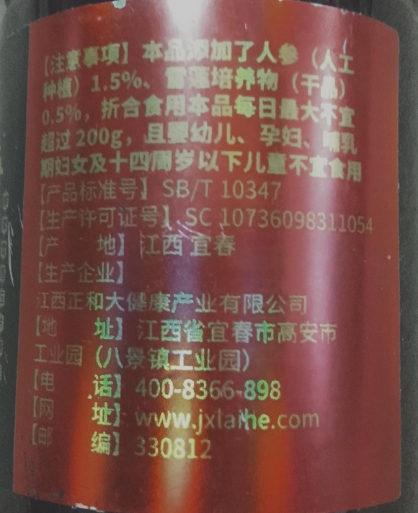 【注意事项】本品添加了人参（人工
种植）1.5%、雪莲培养物（干品）
0.5%，折合食用本品每日最大不宜
超过200g，且婴幼儿、孕妇、哺乳
期妇女及十四周岁以下儿童不宜食用
【产品标准号】SB/T 10347
【生产许可证号】SC 10736098311054
【产 地】江西 宜春
【生产企业】
江西正和大健康产业有限公司
【地 址】江西省宜春市高安市
工业园（八景镇工业园）
【电 话】400-8366-898
【网 址】www.jxlaihe.com
【邮 编】330812